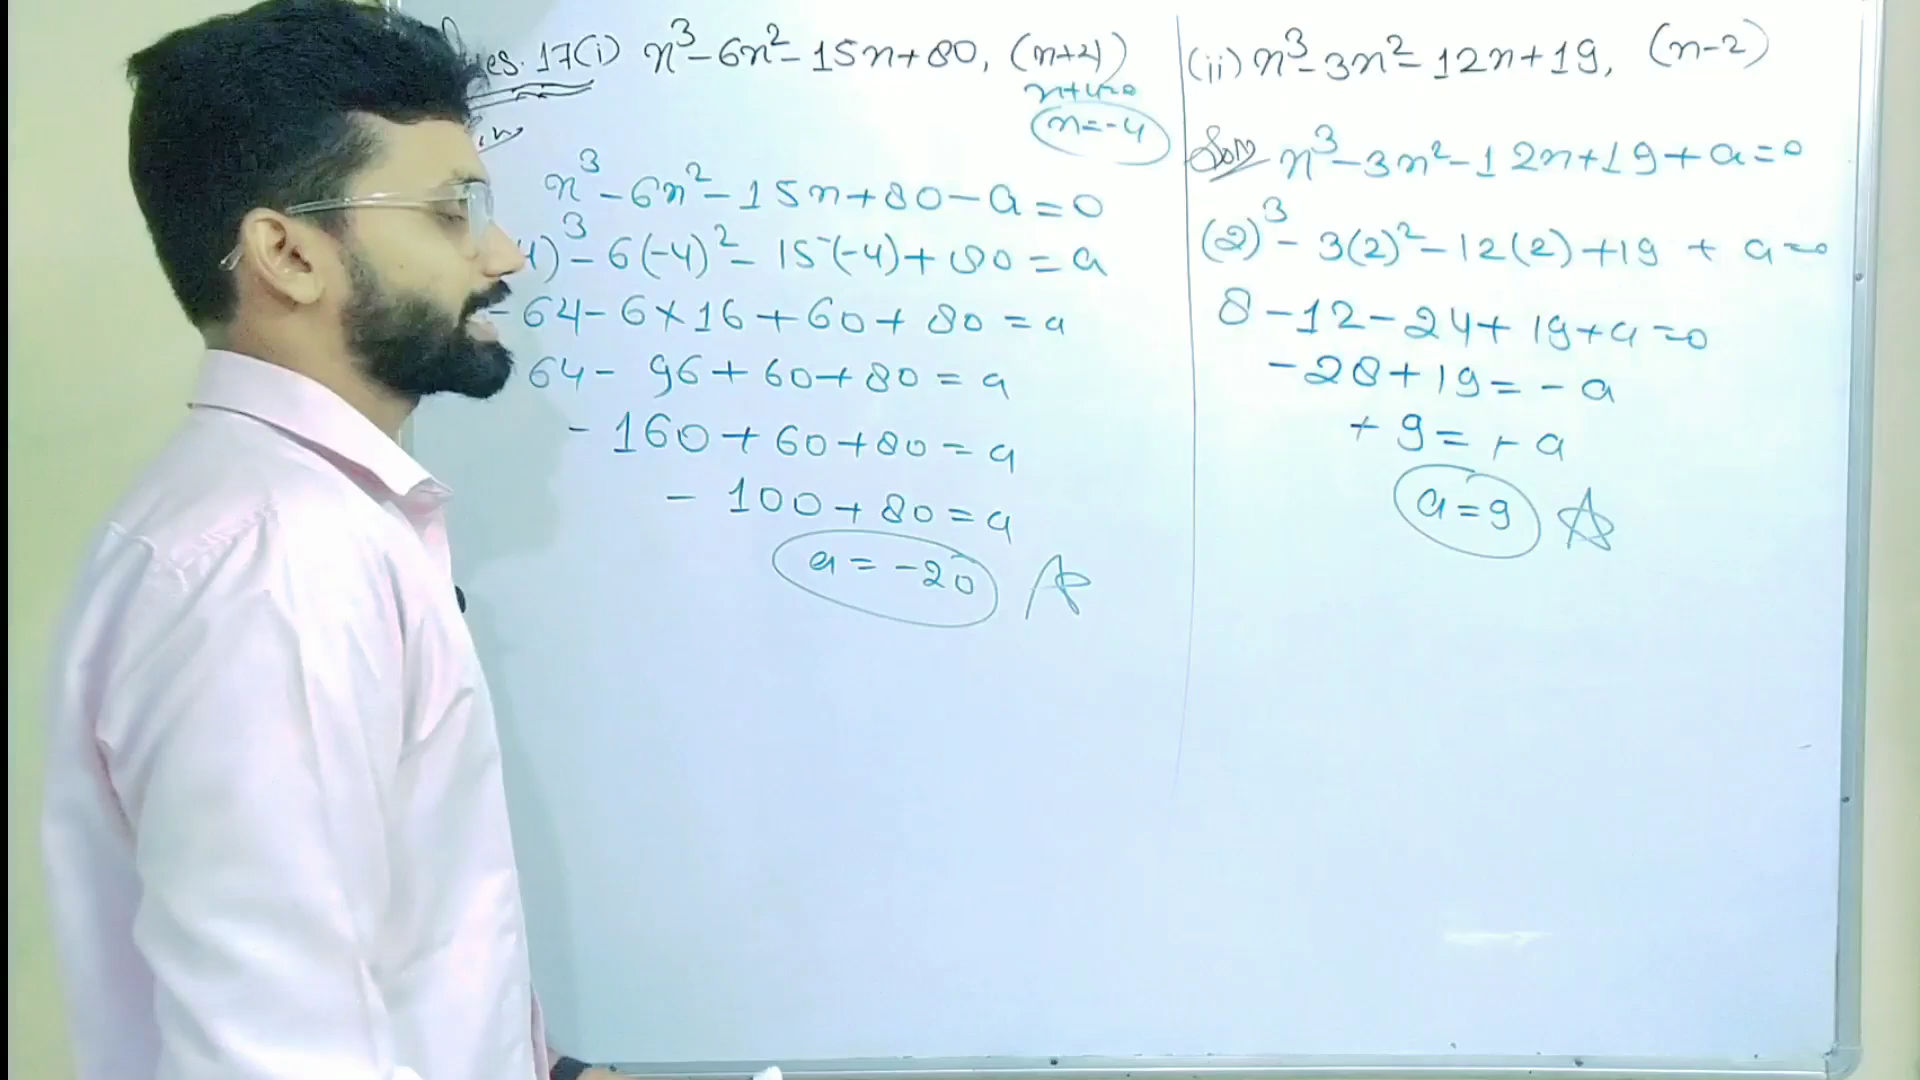 es. 17(i) x³-6x²-15x+80, (x+4)
x+4=0
x=-4
x³-6x²-15x+80-a=0
4)³-6(-4)²-15(-4)+80=a
-64-6×16+60+80=a
64-96+60+80=a
-160+60+80=a
-100+80=a
a=-20
(ii) x³-3x²-12x+19, (x-2)
Soln x³-3x²-12x+19+a=0
(2)³-3(2)²-12(2)+19+a=0
8-12-24+19+a=0
-28+19=-a
+9=+a
a=9